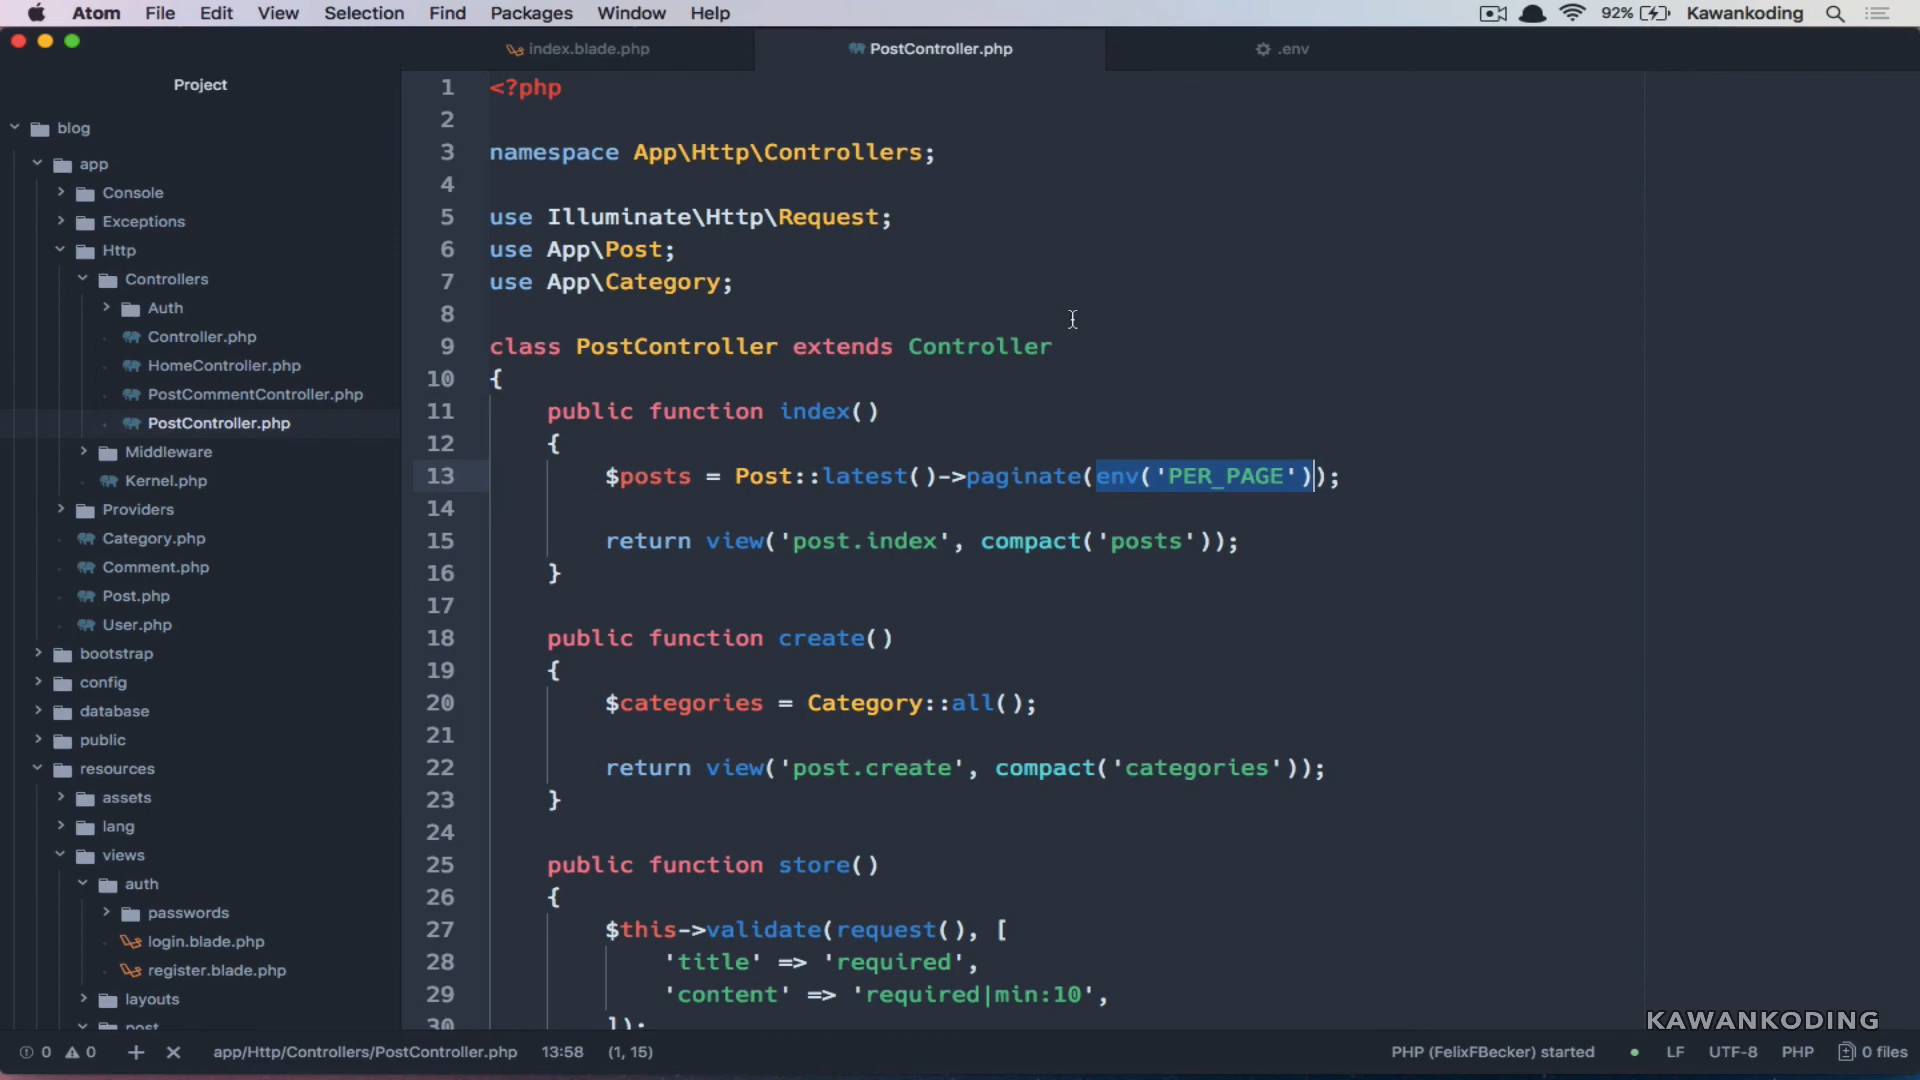 Atom File Edit View Selection Find Packages Window Help 92% Kawankoding
index.blade.php PostController.php .env
Project
blog
app
Console
Exceptions
Http
Controllers
Auth
Controller.php
HomeController.php
PostCommentController.php
PostController.php
Middleware
Kernel.php
Providers
Category.php
Comment.php
Post.php
User.php
bootstrap
config
database
public
resources
assets
lang
views
auth
passwords
login.blade.php
register.blade.php
layouts
post
1 <?php
2
3 namespace App\Http\Controllers;
4
5 use Illuminate\Http\Request;
6 use App\Post;
7 use App\Category;
8
9 class PostController extends Controller
10 {
11 public function index()
12 {
13 $posts = Post::latest()->paginate(env('PER_PAGE'));
14
15 return view('post.index', compact('posts'));
16 }
17
18 public function create()
19 {
20 $categories = Category::all();
21
22 return view('post.create', compact('categories'));
23 }
24
25 public function store()
26 {
27 $this->validate(request(), [
28 'title' => 'required',
29 'content' => 'required|min:10',
30 ]);
KAWANKODING
0 0 app/Http/Controllers/PostController.php 13:58 (1, 15) PHP (FelixFBecker) started LF UTF-8 PHP 0 files